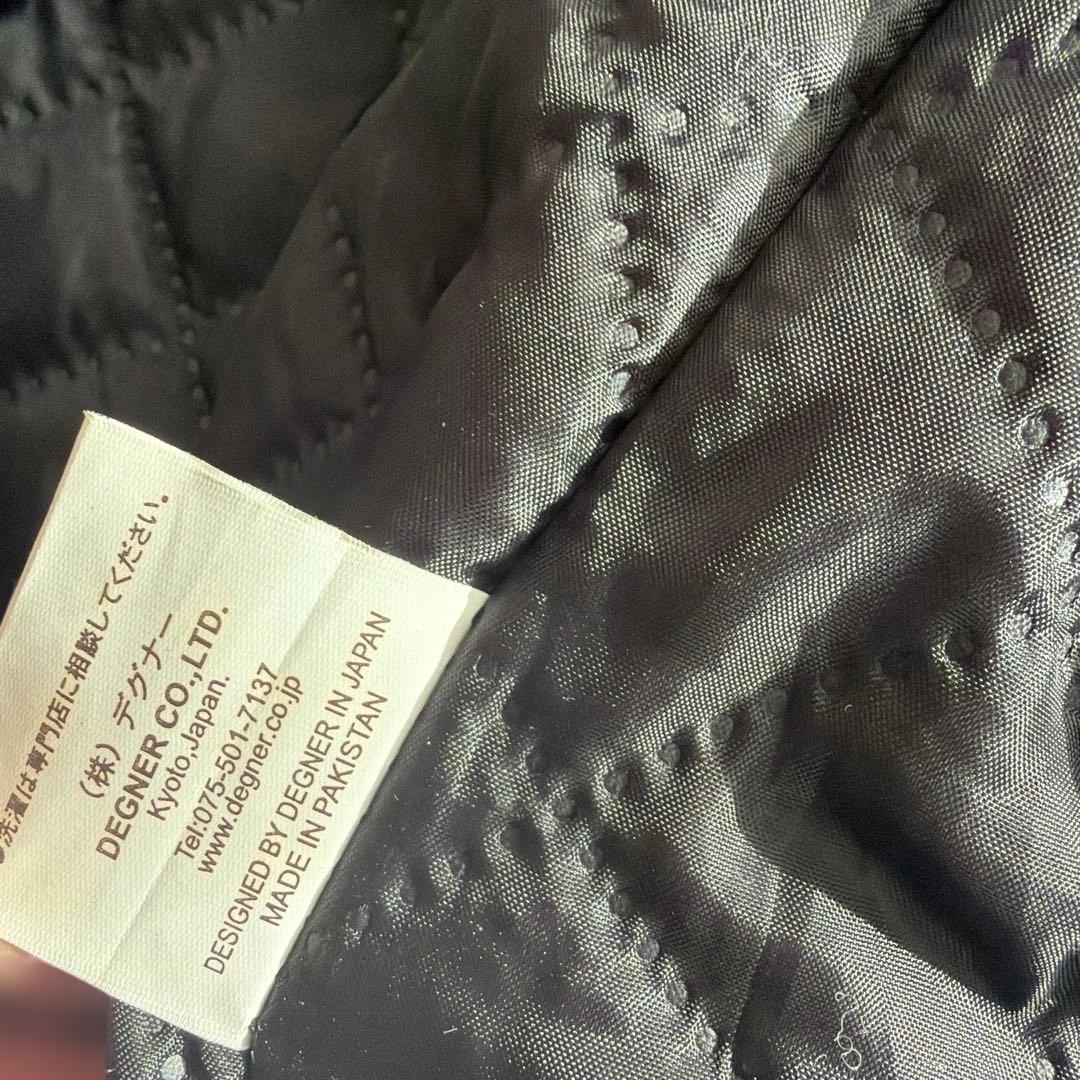 洗濯は専門店に相談してください。
（株）デグナー
DEGNER CO.,LTD.
Kyoto,Japan.
Tel:075-501-7137
www.degner.co.jp
DESIGNED BY DEGNER IN JAPAN
MADE IN PAKISTAN